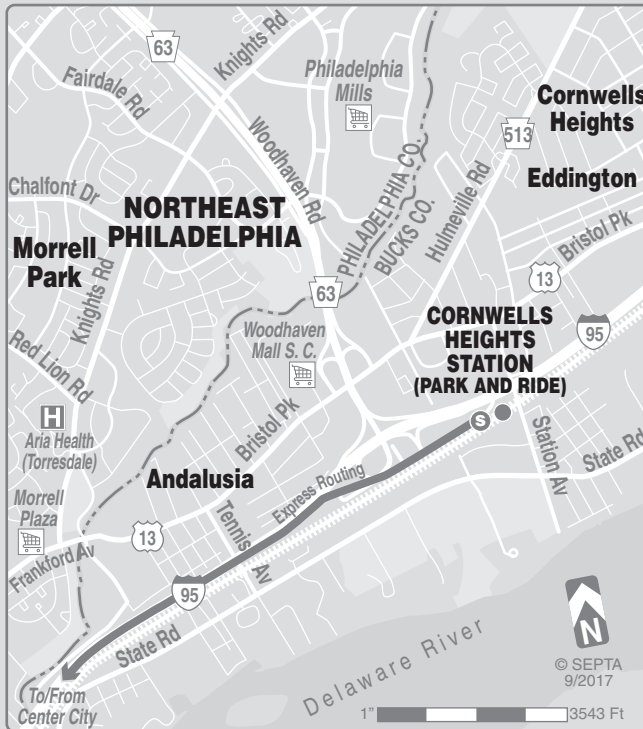 63
Knights Rd
Fairdale Rd
Philadelphia
Mills
Cornwells
Heights
513
Woodhaven Rd
PHILADELPHIA CO.
BUCKS CO.
Hulmeville Rd
Eddington
Chalfont Dr
NORTHEAST
PHILADELPHIA
Bristol Pk
Morrell
Park
Knights Rd
13
63
CORNWELLS
HEIGHTS
STATION
(PARK AND RIDE)
95
Woodhaven
Mall S. C.
Red Lion Rd
Bristol Pk
S
H
Aria Health
(Torresdale)
Station Av
State Rd
Andalusia
Express Routing
Morrell
Plaza
Tennis Av
13
Frankford Av
95
State Rd
N
Delaware River
© SEPTA
9/2017
To/From
Center City
1"
3543 Ft